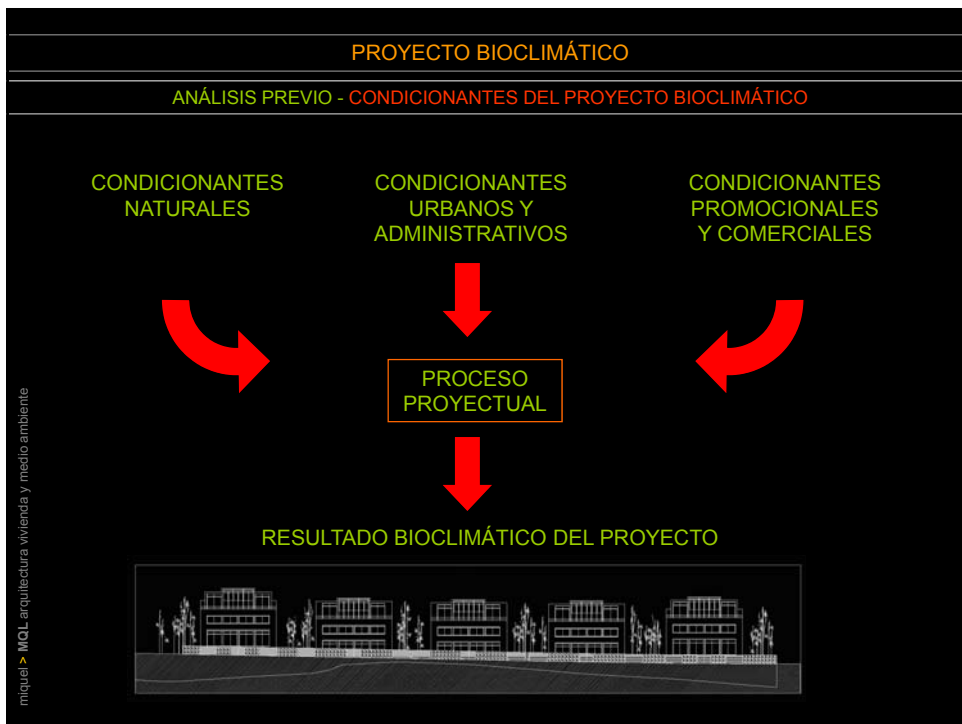 PROYECTO BIOCLIMÁTICO
ANÁLISIS PREVIO - CONDICIONANTES DEL PROYECTO BIOCLIMÁTICO
CONDICIONANTES
NATURALES
CONDICIONANTES
URBANOS Y
ADMINISTRATIVOS
CONDICIONANTES
PROMOCIONALES
Y COMERCIALES
PROCESO
PROYECTUAL
RESULTADO BIOCLIMÁTICO DEL PROYECTO
miquel > MQL arquitectura vivienda y medio ambiente